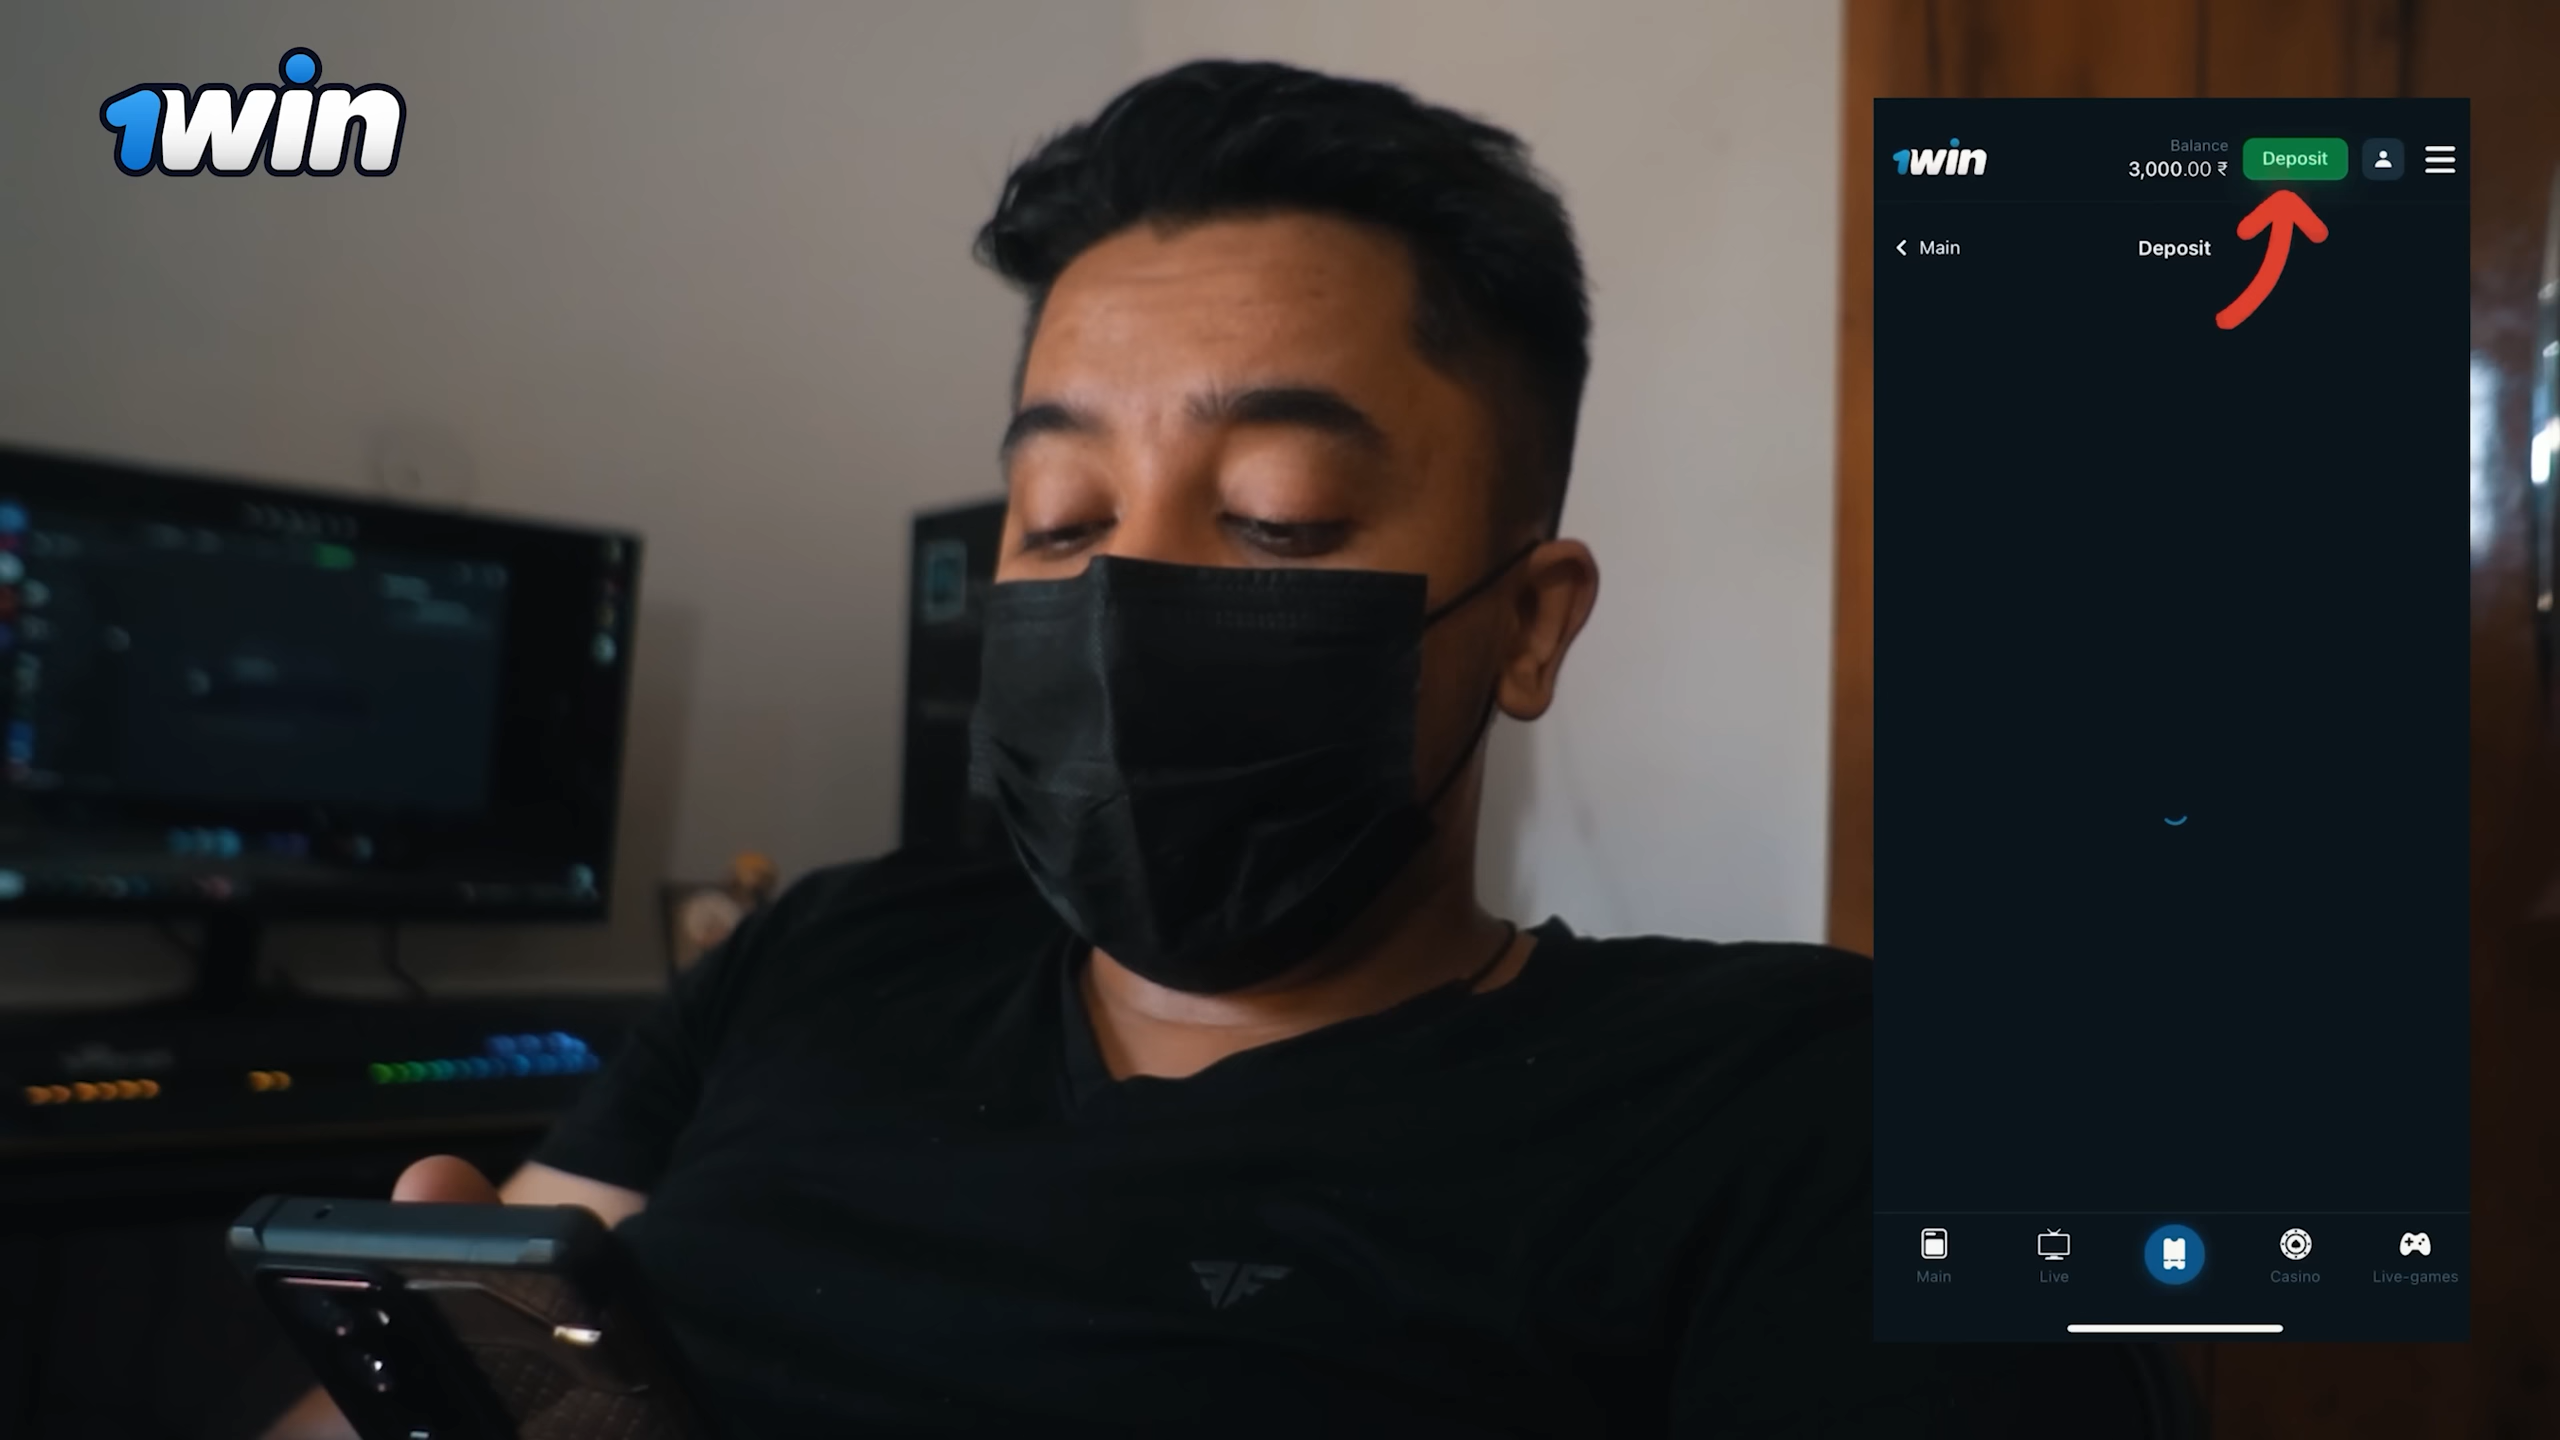 1win
1win
Balance
3,000.00 ₹
Deposit
Main
Deposit
Main
Live
Casino
Live-games